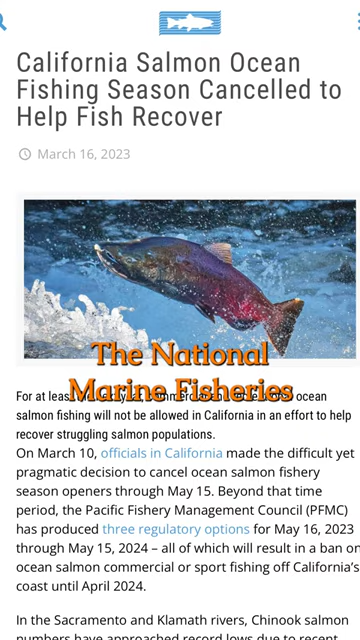 California Salmon Ocean
Fishing Season Cancelled to
Help Fish Recover
March 16, 2023
The National
Marine Fisheries
For at least ocean
salmon fishing will not be allowed in California in an effort to help
recover struggling salmon populations.
On March 10, officials in California made the difficult yet
pragmatic decision to cancel ocean salmon fishery
season openers through May 15. Beyond that time
period, the Pacific Fishery Management Council (PFMC)
has produced three regulatory options for May 16, 2023
through May 15, 2024 – all of which will result in a ban on
ocean salmon commercial or sport fishing off California's
coast until April 2024.
In the Sacramento and Klamath rivers, Chinook salmon
numbers have approached record lows due to recent